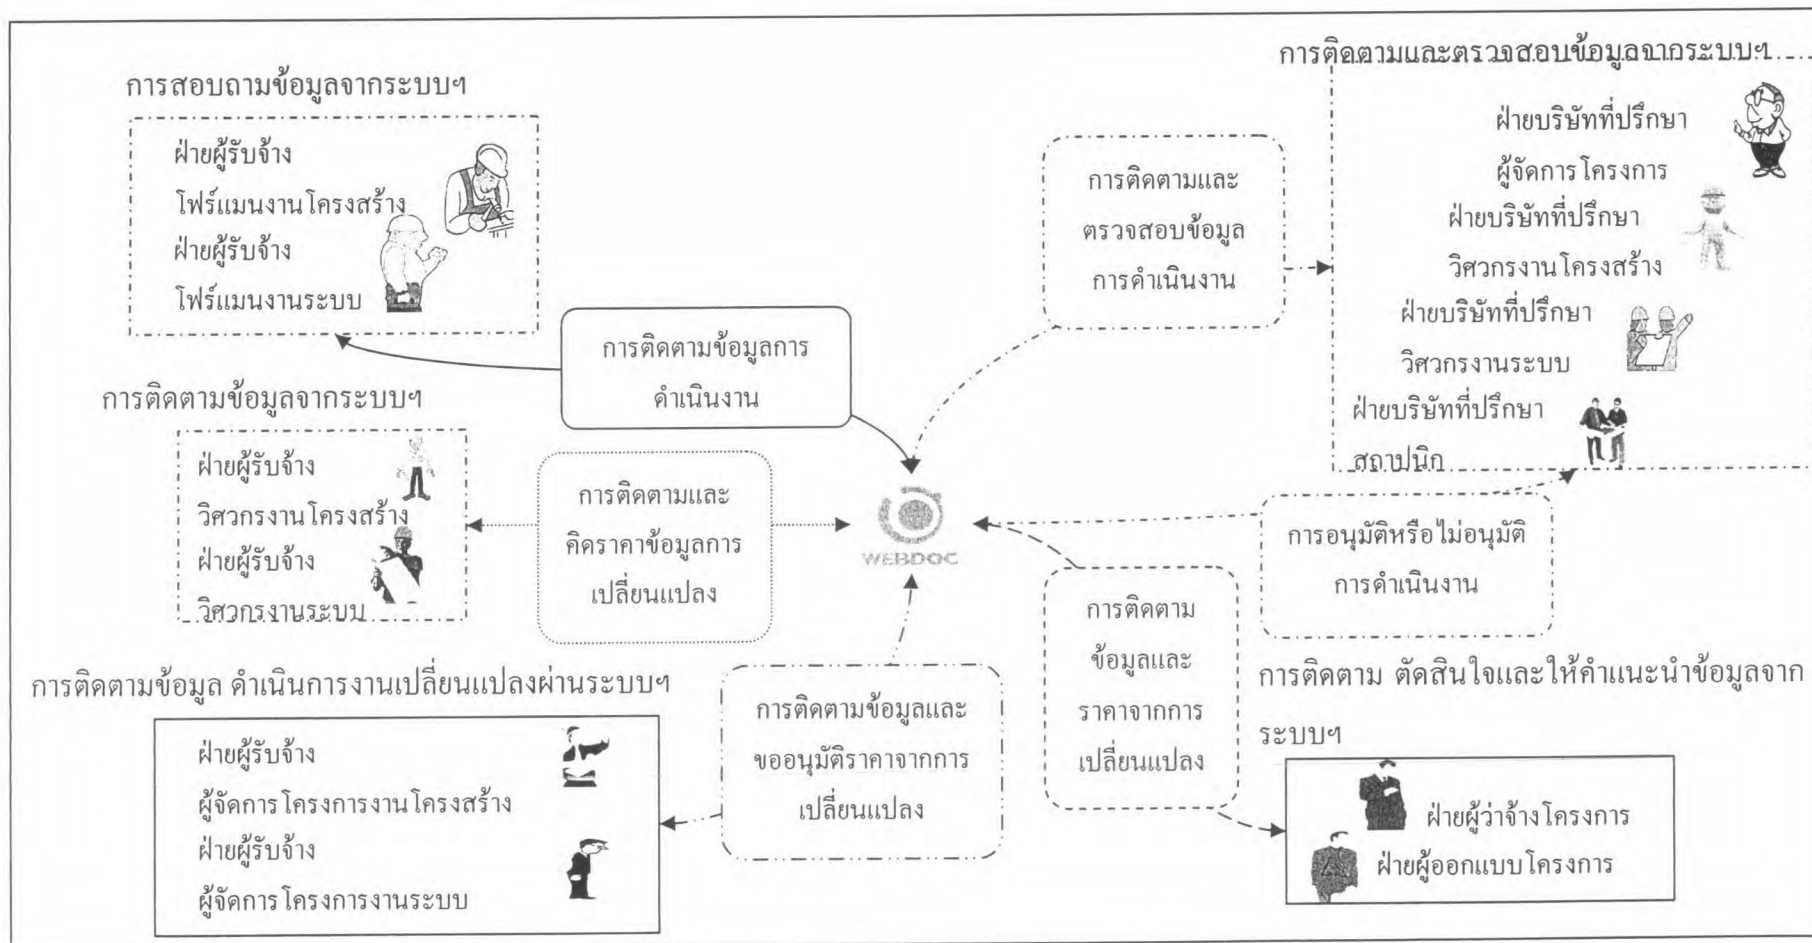 การสอบถามข้อมูลจากระบบฯ
ฝ่ายผู้รับจ้าง
โฟร์แมนงานโครงสร้าง
ฝ่ายผู้รับจ้าง
โฟร์แมนงานระบบ
การติดตามข้อมูลการ
ดำเนินงาน
การติดตามและ
ตรวจสอบข้อมูล
การดำเนินงาน
การติดตามและตรวจสอบข้อมูลจากระบบฯ
ฝ่ายบริษัทที่ปรึกษา
ผู้จัดการโครงการ
ฝ่ายบริษัทที่ปรึกษา
วิศวกรงานโครงสร้าง
ฝ่ายบริษัทที่ปรึกษา
วิศวกรงานระบบ
ฝ่ายบริษัทที่ปรึกษา
สถาปนิก
การติดตามข้อมูลจากระบบฯ
ฝ่ายผู้รับจ้าง
วิศวกรงานโครงสร้าง
ฝ่ายผู้รับจ้าง
วิศวกรงานระบบ
การติดตามและ
คิดราคาข้อมูลการ
เปลี่ยนแปลง
WEBDOC
การอนุมัติหรือไม่อนุมัติ
การดำเนินงาน
การติดตามข้อมูล ดำเนินการงานเปลี่ยนแปลงผ่านระบบฯ
ฝ่ายผู้รับจ้าง
ผู้จัดการโครงการงานโครงสร้าง
ฝ่ายผู้รับจ้าง
ผู้จัดการโครงการงานระบบ
การติดตามข้อมูลและ
ขออนุมัติราคาจากการ
เปลี่ยนแปลง
การติดตาม
ข้อมูลและ
ราคาจากการ
เปลี่ยนแปลง
การติดตาม ตัดสินใจและให้คำแนะนำข้อมูลจาก
ระบบฯ
ฝ่ายผู้ว่าจ้างโครงการ
ฝ่ายผู้ออกแบบโครงการ